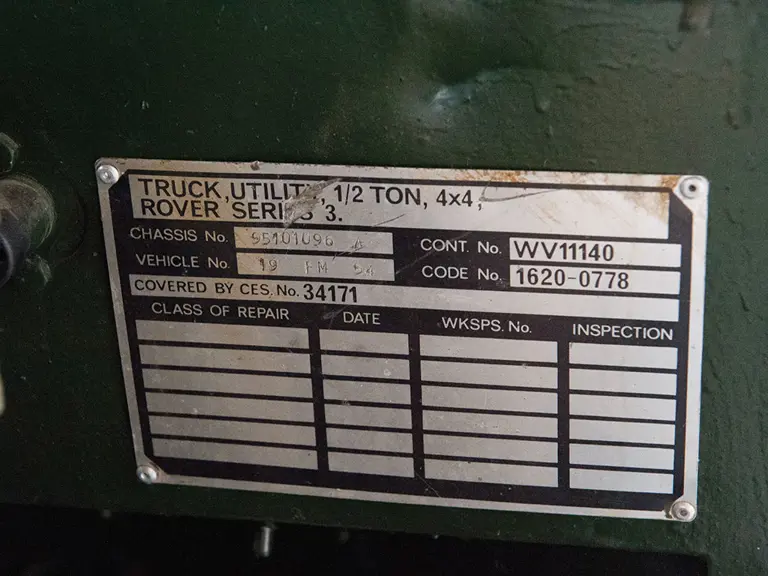 TRUCK, UTILITY, 1/2 TON, 4x4,
ROVER SERIES 3.
CHASSIS No. 95101096 A
CONT. No. WV11140
VEHICLE No. 19 FM 54
CODE No. 1620-0778
COVERED BY CES. No. 34171
CLASS OF REPAIR DATE WKSPS. No. INSPECTION